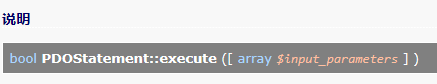 说明
bool PDOStatement::execute ([ array $input_parameters ] )